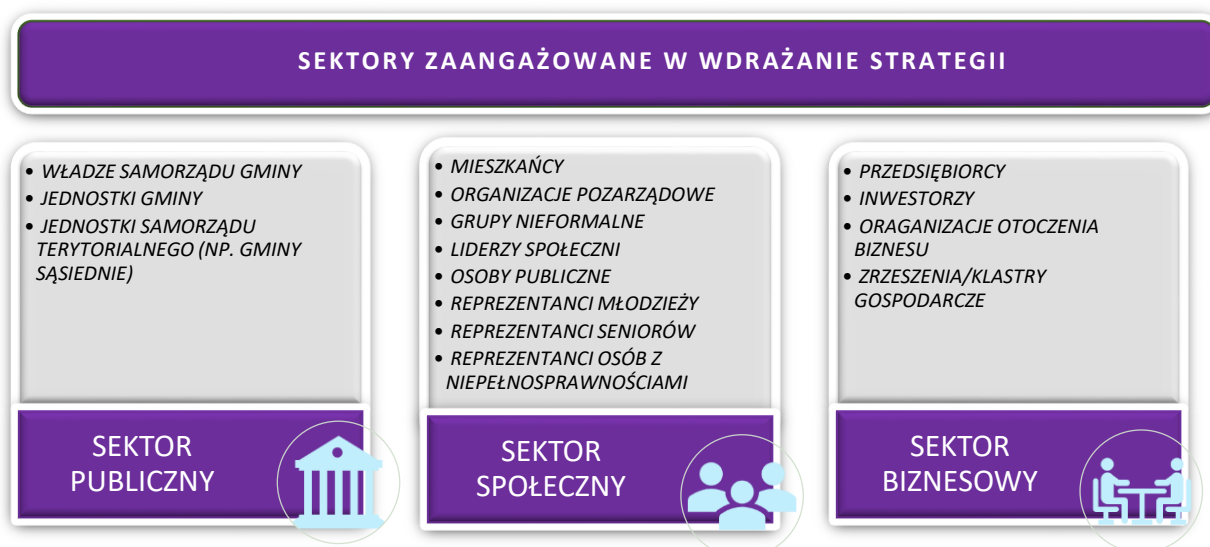 SEKTORY ZAANGAŻOWANE W WDRAŻANIE STRATEGII
• WŁADZE SAMORZĄDU GMINY
• JEDNOSTKI GMINY
• JEDNOSTKI SAMORZĄDU
TERYTORIALNEGO (NP. GMINY
SĄSIEDNIE)
SEKTOR
PUBLICZNY
• MIESZKAŃCY
• ORGANIZACJE POZARZĄDOWE
• GRUPY NIEFORMALNE
• LIDERZY SPOŁECZNI
• OSOBY PUBLICZNE
• REPREZENTANCI MŁODZIEŻY
• REPREZENTANCI SENIORÓW
• REPREZENTANCI OSÓB Z
NIEPEŁNOSPRAWNOŚCIAMI
SEKTOR
SPOŁECZNY
• PRZEDSIĘBIORCY
• INWESTORZY
• ORAGANIZACJE OTOCZENIA
BIZNESU
• ZRZESZENIA/KLASTRY
GOSPODARCZE
SEKTOR
BIZNESOWY